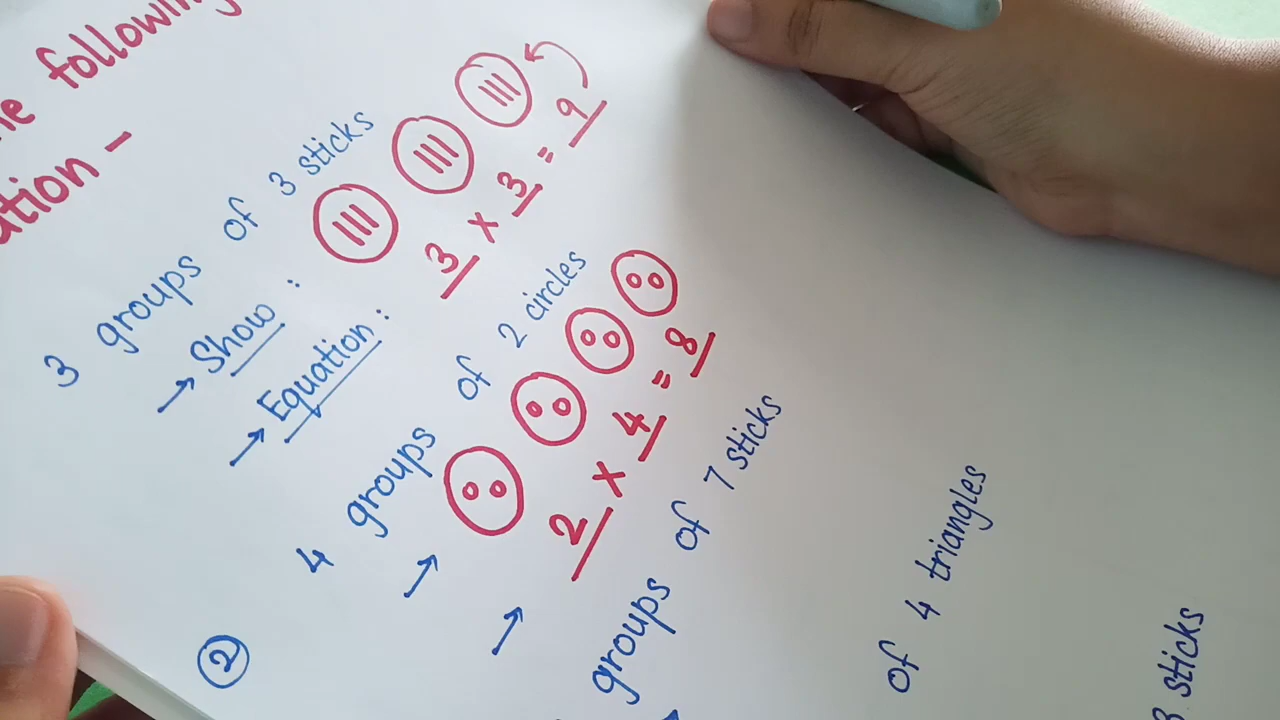 following
ation -
3 groups of 3 sticks
→ Show :
→ Equation : 3 × 3 = 9
② 4 groups of 2 circles
→
→ 2 × 4 = 8
groups of 7 sticks
of 4 triangles
sticks